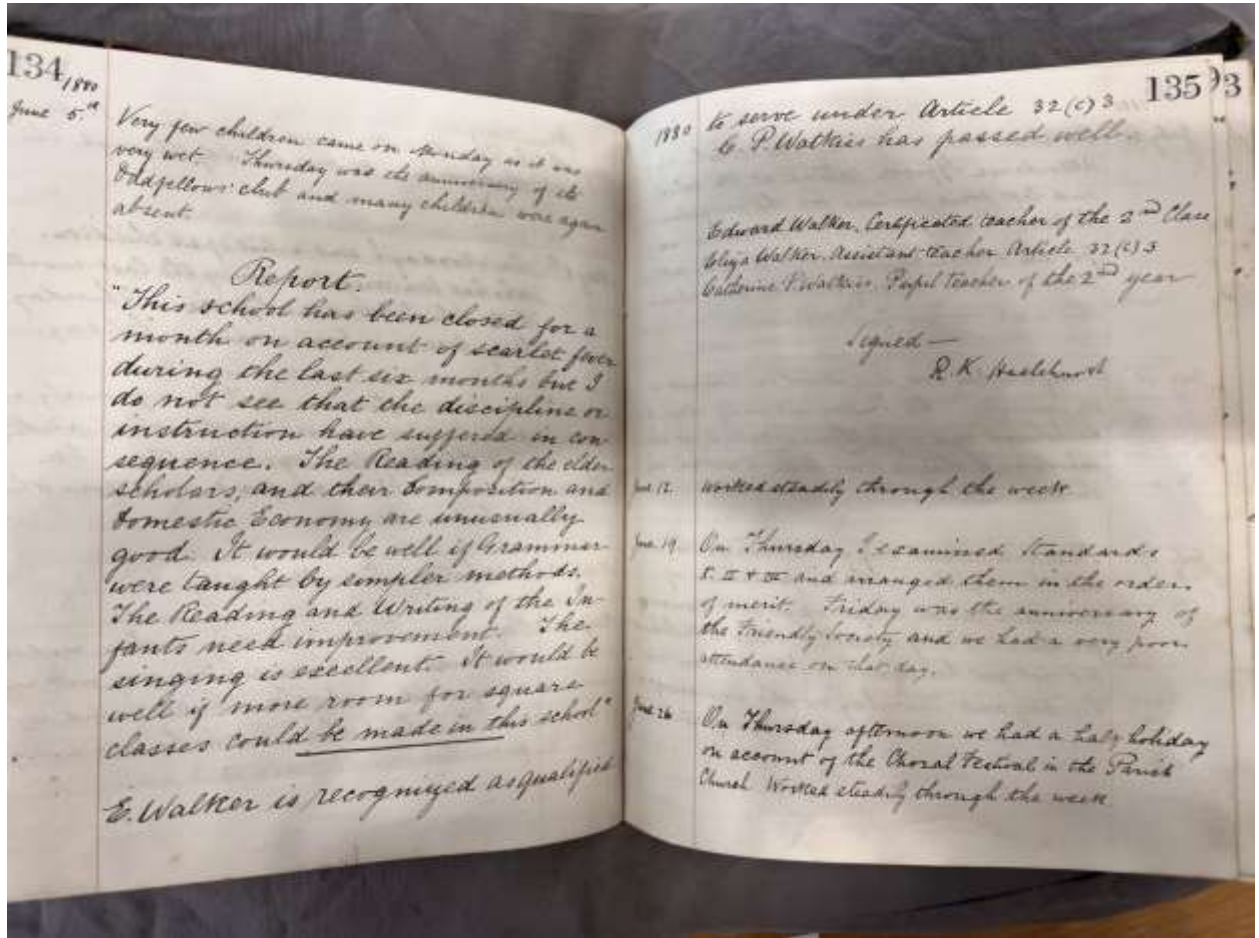 134
1880
June 5th
Very few children came on Monday as it was
very wet. Thursday was the anniversary of the
Oddfellows' club and many children were again
absent.
Report.
"This school has been closed for a
month on account of scarlet fever
during the last six months but I
do not see that the discipline or
instruction have suffered in con
sequence. The Reading of the elder
scholars, and their Composition and
Domestic Economy are unusually
good. It would be well if Grammar
were taught by simpler methods.
The Reading and Writing of the In-
fants need improvement. The
singing is excellent. It would be
well if more room for square
classes could be made in this school"
E. Walker is recognized as qualified
135
93
1880 to serve under Article 32(c)3
C. P. Watkiss has passed well.
Edward Walker. Certificated teacher of the 2nd Class
Eliza Walker. Assistant teacher Article 32(c)3
Catherine P. Watkiss. Pupil teacher of the 2nd year
Signed —
R. K.
June 12. Worked steadily through the week
June 19. On Thursday I examined Standards
I. II & III and arranged them in the order
of merit. Friday was the anniversary of
the Friendly Society and we had a very poor
attendance on that day.
June 26 On Thursday afternoon we had a half holiday
on account of the Choral Festival in the Parish
Church Worked steadily through the week